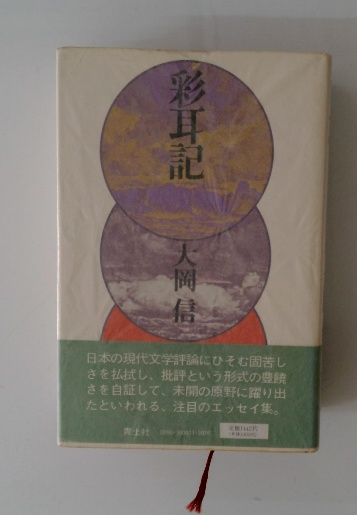 彩耳記
大岡信
日本の現代文学評論にひそむ固苦し
さを払拭し、批評という形式の豊饒
さを自証して、未開の原野に躍り出
たといわれる、注目のエッセイ集。
青土社